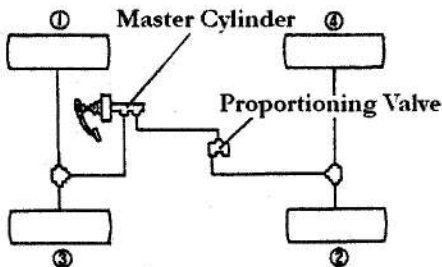 ① Master Cylinder ④
Proportioning Valve
③ ②